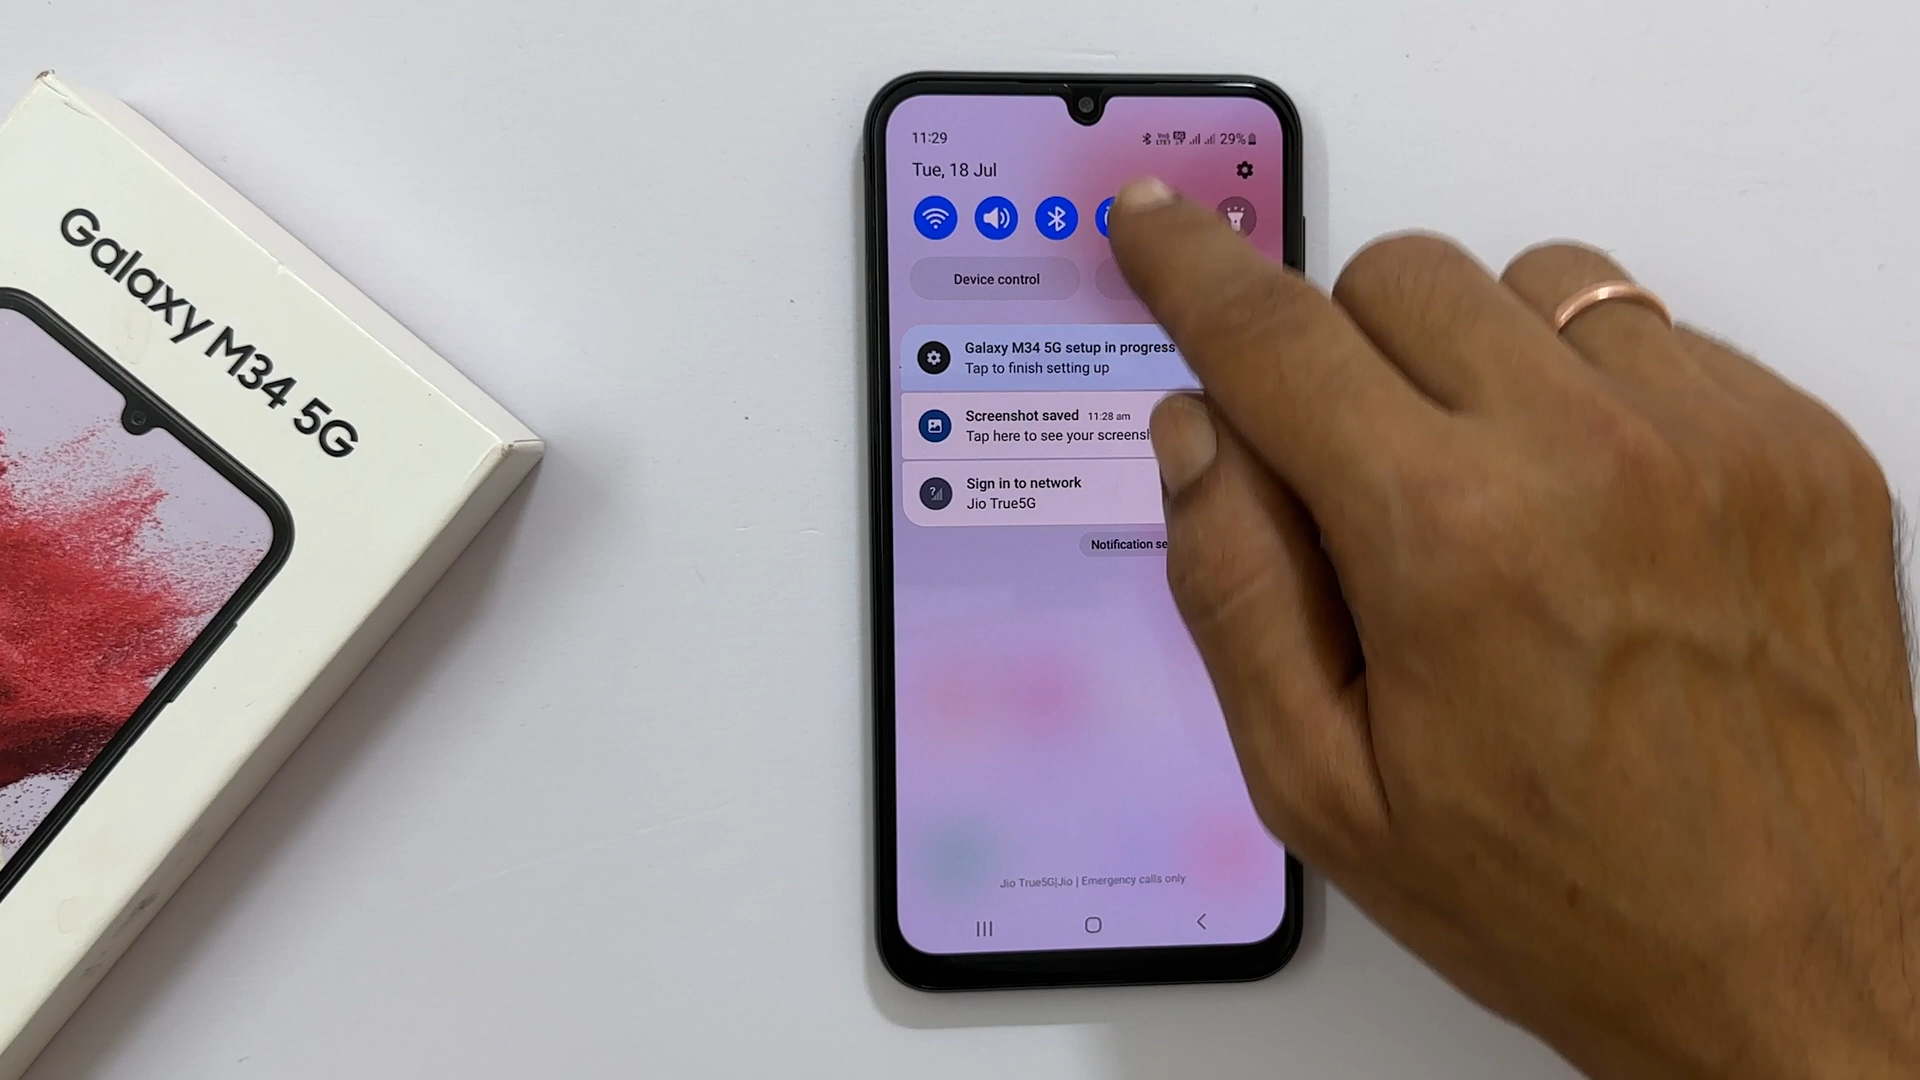 Galaxy M34 5G
11:29
29%
Tue, 18 Jul
Device control
Galaxy M34 5G setup in progress
Tap to finish setting up
Screenshot saved 11:28 am
Tap here to see your
Sign in to network
Jio True5G
Notification
Jio True5G|Jio | Emergency calls only